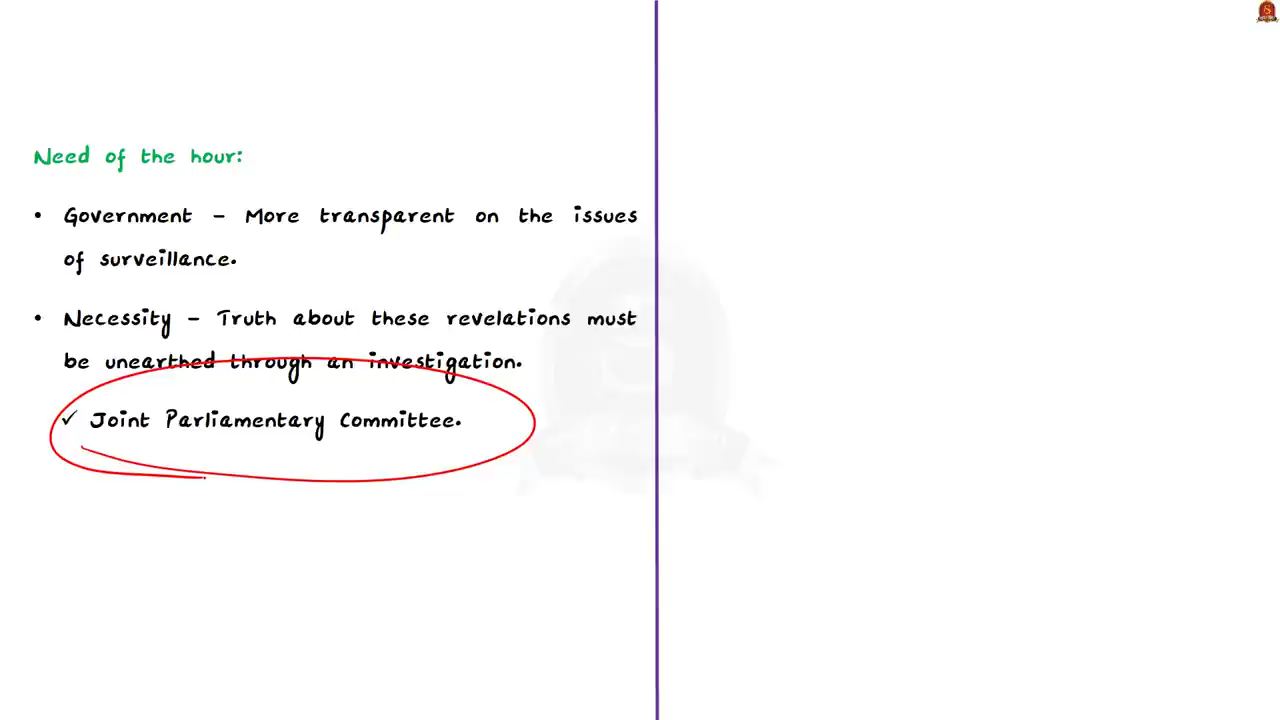 Need of the hour:
• Government – More transparent on the issues
of surveillance.
• Necessity – Truth about these revelations must
be unearthed through an investigation.
✓ Joint Parliamentary Committee.